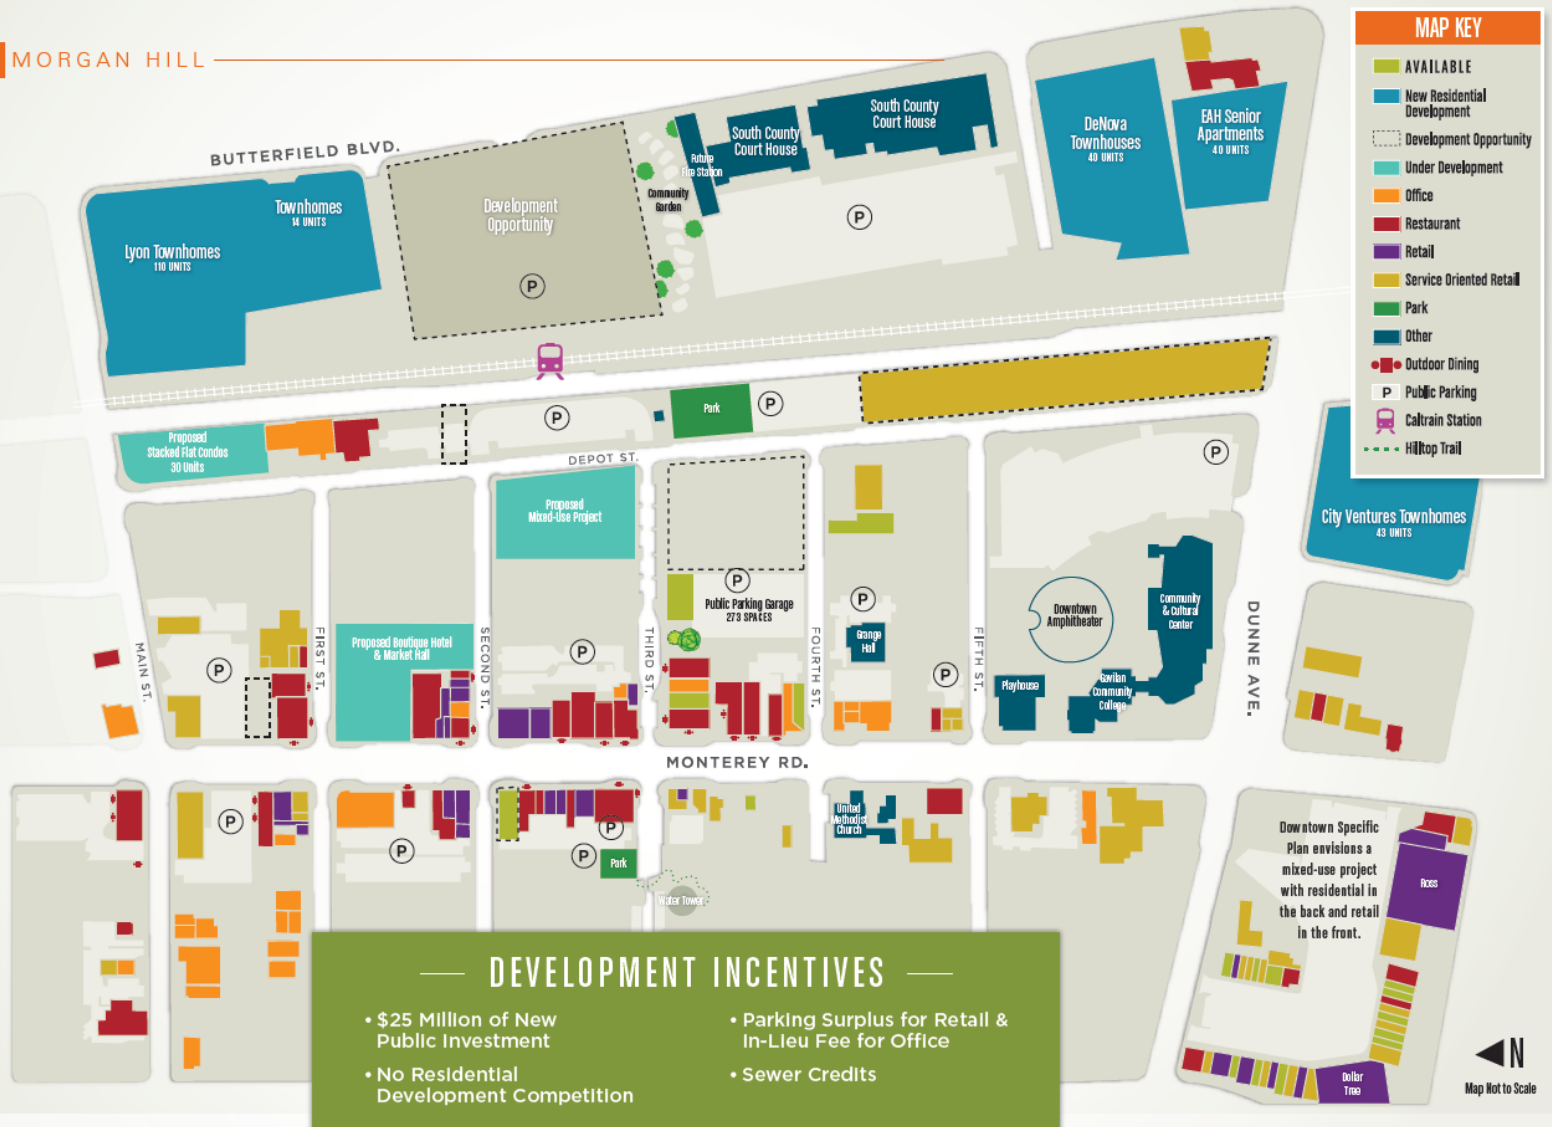 MORGAN HILL
MAP KEY
AVAILABLE
New Residential
Development
Development Opportunity
Under Development
Office
Restaurant
Retail
Service Oriented Retail
Park
Other
Outdoor Dining
P Public Parking
Caltrain Station
Hilltop Trail
BUTTERFIELD BLVD.
Townhomes
14 UNITS
Lyon Townhomes
110 UNITS
Development
Opportunity
P
Community
Garden
Future
Fire Station
South County
Court House
South County
Court House
P
DeNova
Townhouses
40 UNITS
EAH Senior
Apartments
40 UNITS
Proposed
Stacked Flat Condos
30 Units
P
Park
P
DEPOT ST.
Proposed
Mixed-Use Project
P
City Ventures Townhomes
43 UNITS
P
Public Parking Garage
273 SPACES
P
Grange
Hall
Downtown
Amphitheater
Community
& Cultural
Center
Playhouse
Gavilan
Community
College
P
MAIN ST.
P
FIRST ST.
Proposed Boutique Hotel
& Market Hall
SECOND ST.
P
THIRD ST.
FOURTH ST.
FIFTH ST.
DUNNE AVE.
MONTEREY RD.
P
P
P
P
Park
Water Tower
United
Methodist
Church
Downtown Specific
Plan envisions a
mixed-use project
with residential in
the back and retail
in the front.
Ross
Dollar
Tree
N
Map Not to Scale
DEVELOPMENT INCENTIVES
• $25 Million of New
Public Investment
• No Residential
Development Competition
• Parking Surplus for Retail &
In-Lieu Fee for Office
• Sewer Credits